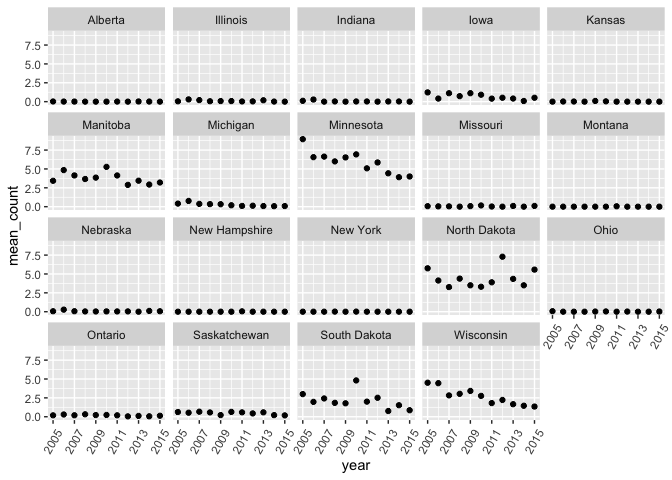 Alberta Illinois Indiana Iowa Kansas
7.5
5.0
2.5
0.0
Manitoba Michigan Minnesota Missouri Montana
7.5
5.0
2.5
0.0
mean_count
Nebraska New Hampshire New York North Dakota Ohio
7.5
5.0
2.5
0.0
2005 2007 2009 2011 2013 2015
Ontario Saskatchewan South Dakota Wisconsin
7.5
5.0
2.5
0.0
2005 2007 2009 2011 2013 2015 2005 2007 2009 2011 2013 2015 2005 2007 2009 2011 2013 2015 2005 2007 2009 2011 2013 2015
year